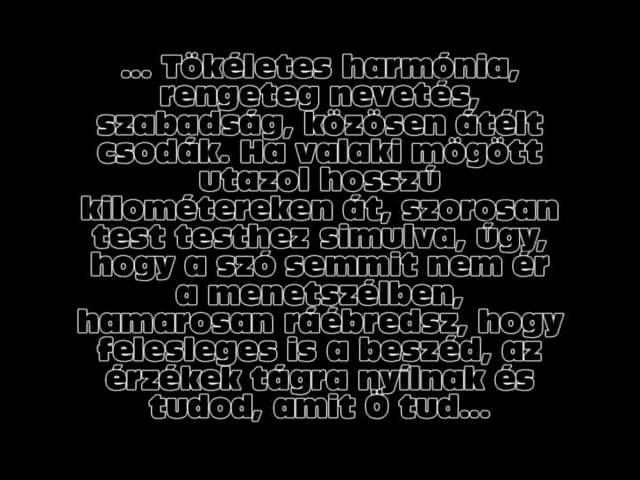 ... Tökéletes harmónia,
rengeteg nevetés,
szabadság, közösen átélt
csodák. Ha valaki mögött
utazol hosszú
kilométereken át, szorosan
test testhez simulva, úgy,
hogy a szó semmit nem ér
a menetszélben,
hamarosan ráébredsz, hogy
felesleges is a beszéd, az
érzékek tágra nyílnak és
tudod, amit Ö tud...